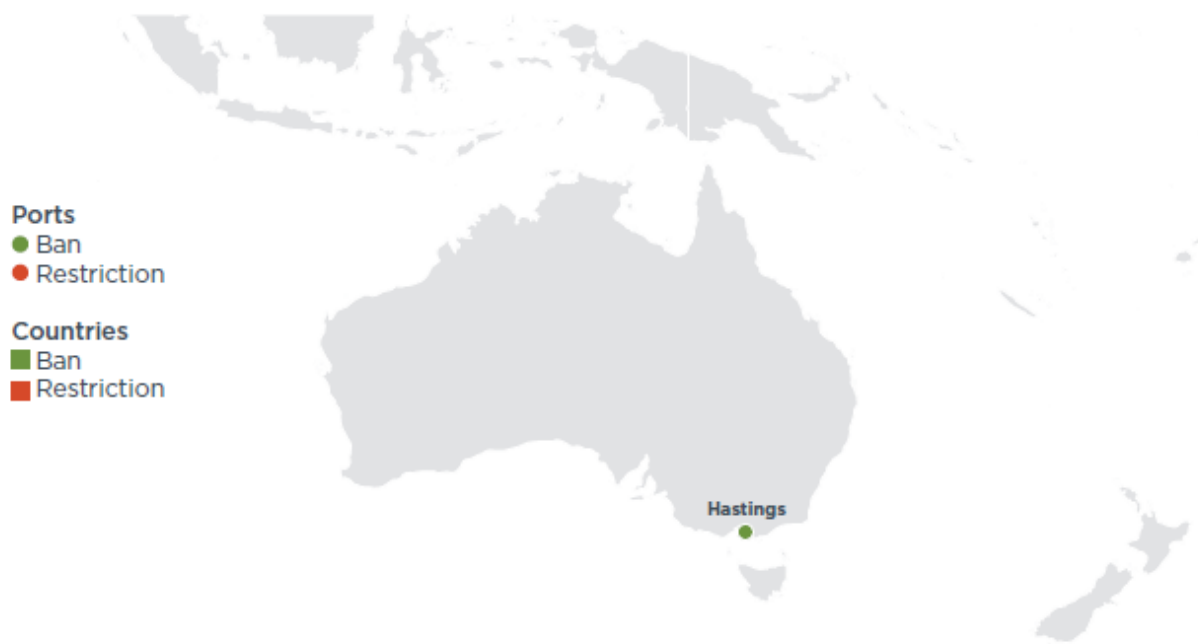 Ports
Ban
Restriction
Countries
Ban
Restriction
Hastings